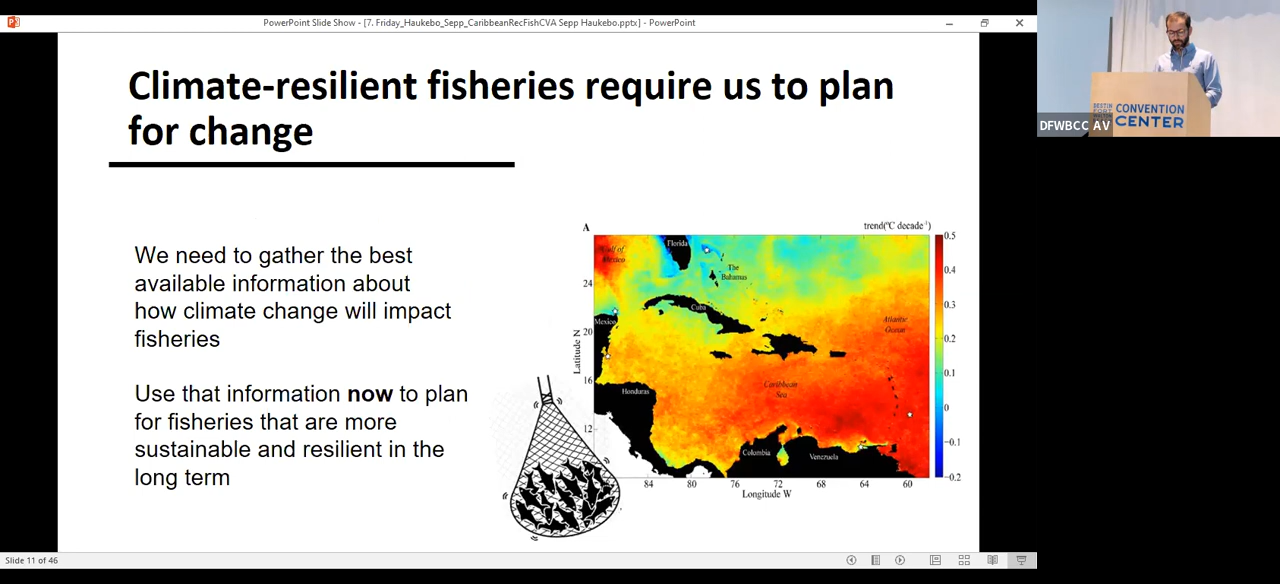 PowerPoint Slide Show - [7. Friday_Haukebo_Sepp_CaribbeanRecFishCVA Sepp Haukebo.pptx] - PowerPoint
Climate-resilient fisheries require us to plan
for change
We need to gather the best
available information about
how climate change will impact
fisheries
Use that information now to plan
for fisheries that are more
sustainable and resilient in the
long term
A
trend(°C decade⁻¹)
Gulf of
Mexico
Florida
The
Bahamas
Cuba
Mexico
Atlantic
Ocean
Caribbean
Sea
Honduras
Colombia
Venezuela
Latitude N
24
20
16
12
84
80
76
72
68
64
60
Longitude W
0.5
0.4
0.3
0.2
0.1
0
−0.1
−0.2
DESTIN
FORT
WALTON
CONVENTION
CENTER
DFWBCC AV
Slide 11 of 46